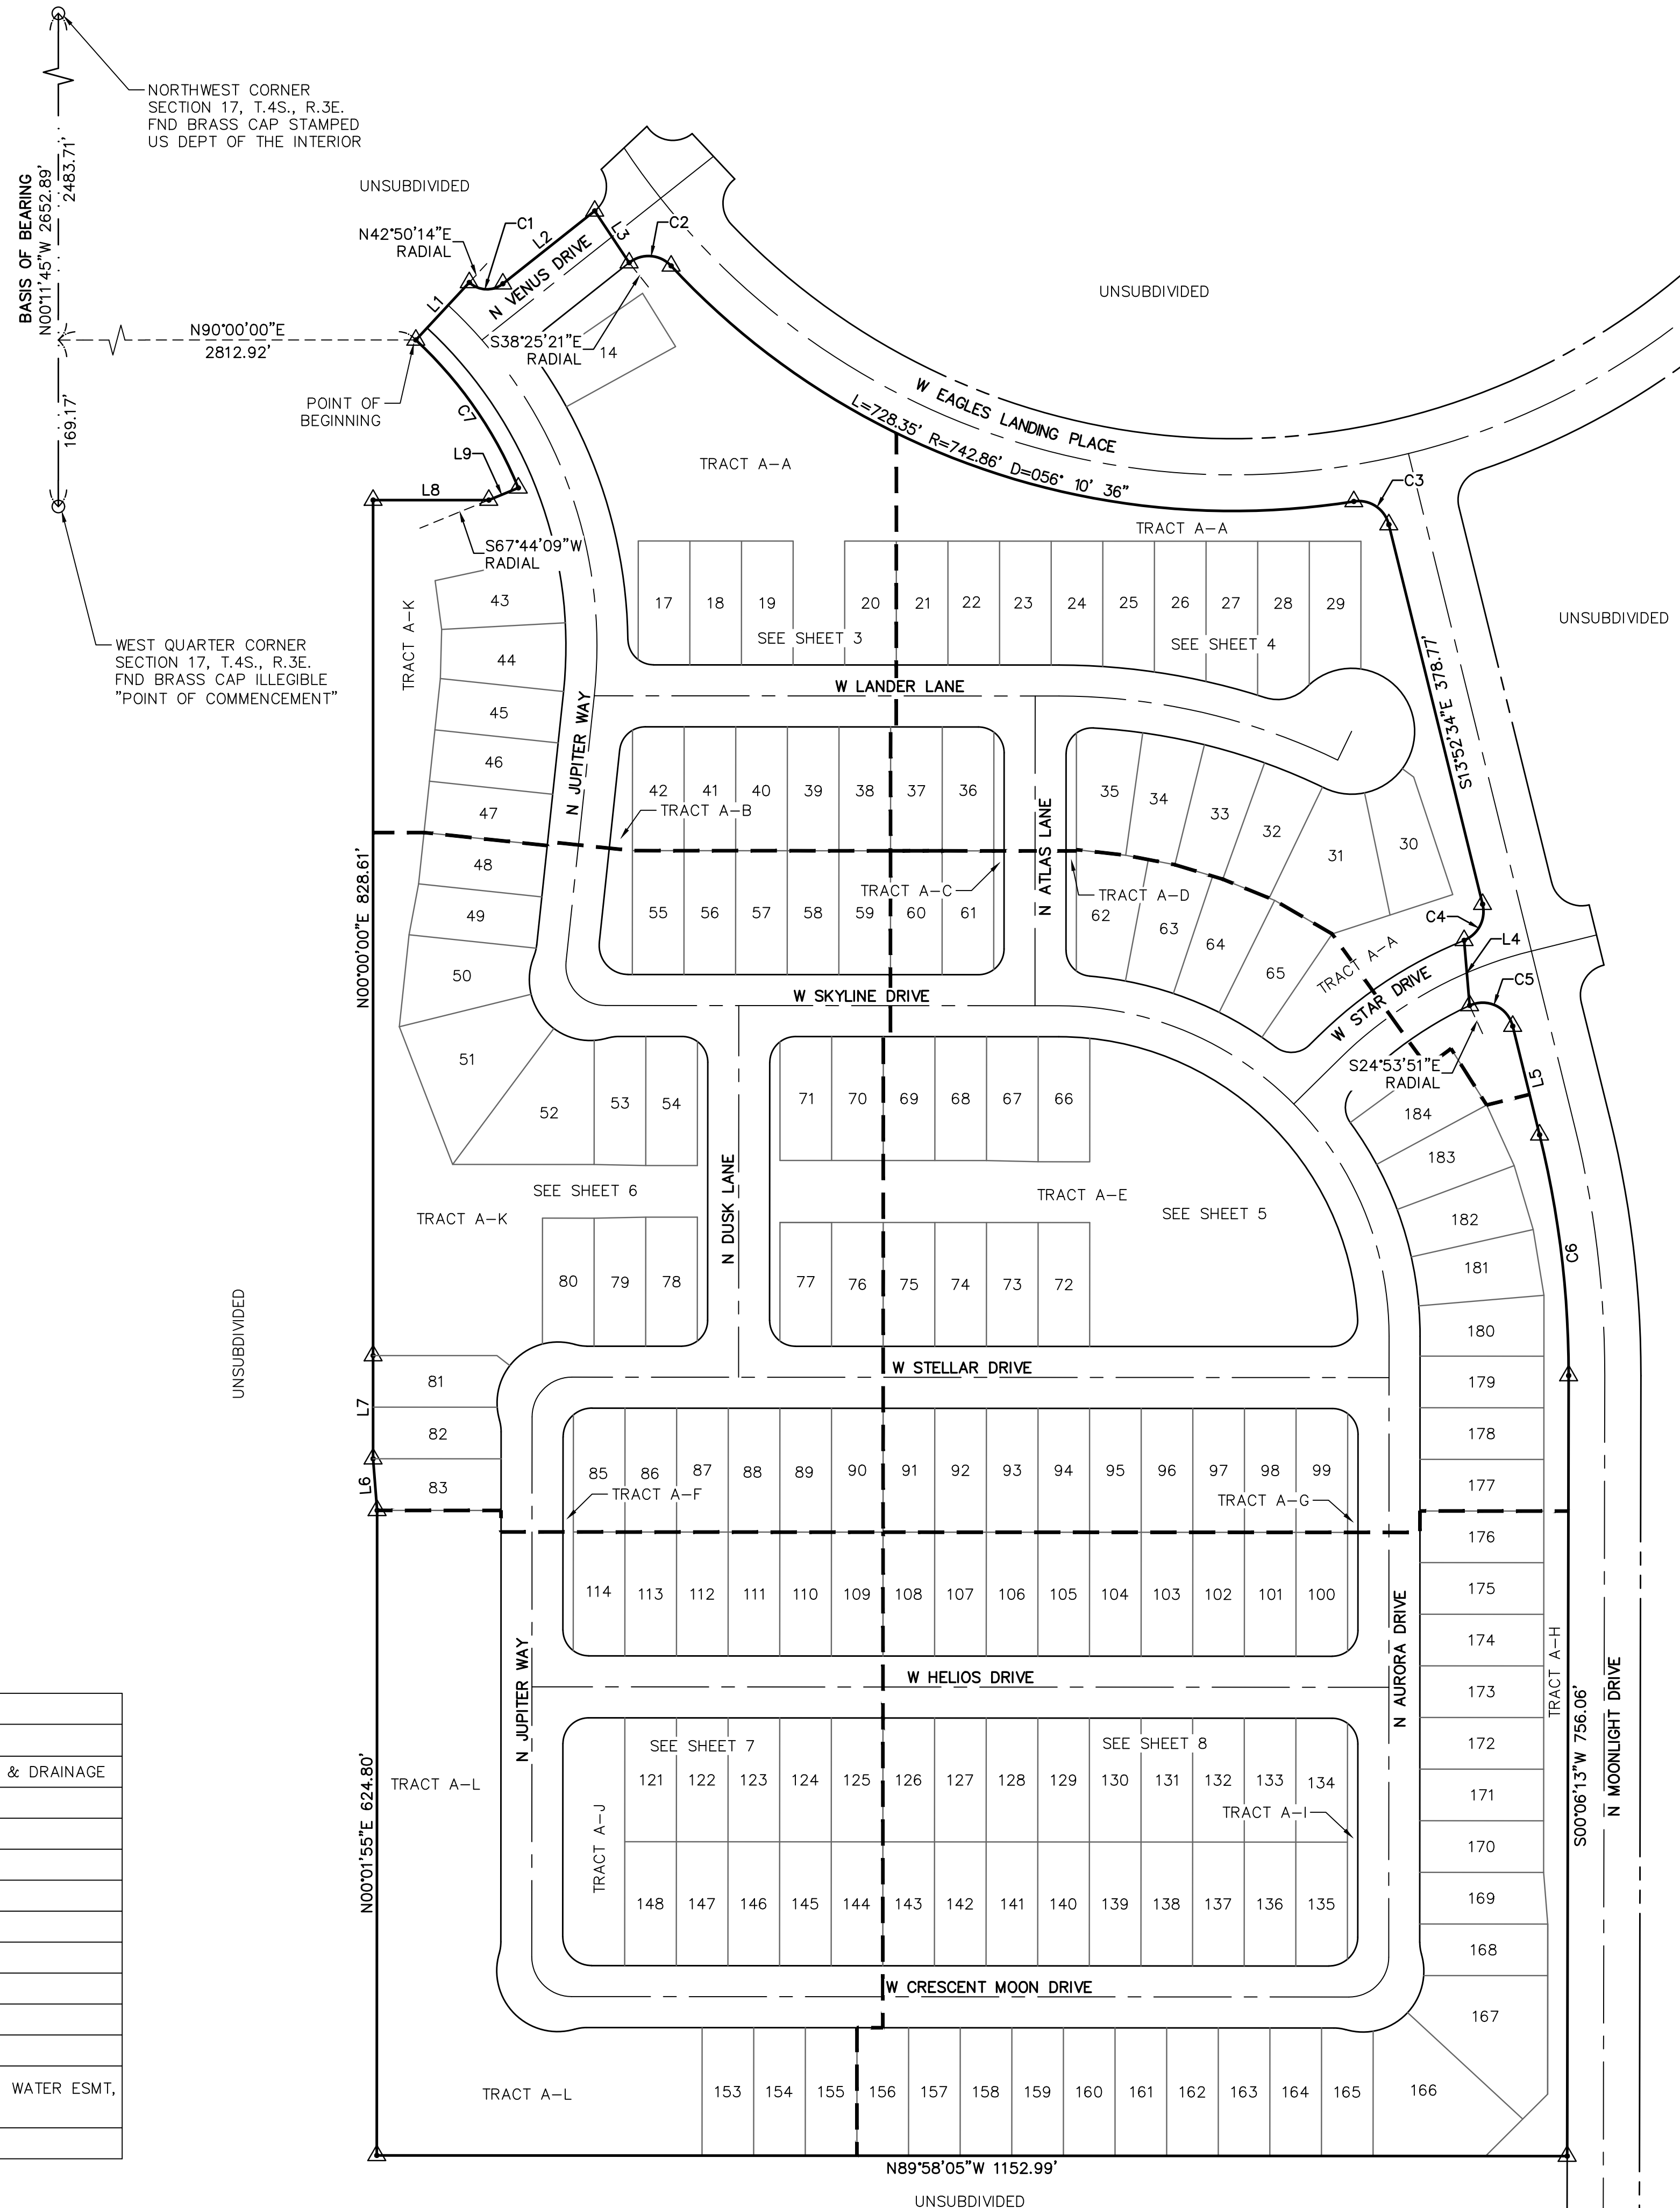 NORTHWEST CORNER
SECTION 17, T.4S., R.3E.
FND BRASS CAP STAMPED
US DEPT OF THE INTERIOR
BASIS OF BEARING
N00°11'45"W 2652.89'
2483.71'
169.17'
UNSUBDIVIDED
N42°50'14"E
RADIAL
C1
L2
L3
C2
L1
N VENUS DRIVE
N90°00'00"E
2812.92'
S38°25'21"E
RADIAL
14
POINT OF
BEGINNING
C7
L9
L8
S67°44'09"W
RADIAL
UNSUBDIVIDED
W EAGLES LANDING PLACE
L=728.35' R=742.86' D=056° 10' 36"
TRACT A-A
TRACT A-A
C3
UNSUBDIVIDED
WEST QUARTER CORNER
SECTION 17, T.4S., R.3E.
FND BRASS CAP ILLEGIBLE
"POINT OF COMMENCEMENT"
TRACT A-K
43
44
45
46
47
48
49
50
51
52
53
54
17 18 19 20 21 22 23 24 25 26 27 28 29
SEE SHEET 3
SEE SHEET 4
S13°52'34"E 378.77'
W LANDER LANE
N JUPITER WAY
42 41 40 39 38 37 36
TRACT A-B
TRACT A-C
N ATLAS LANE
TRACT A-D
35 34 33 32 31 30
55 56 57 58 59 60 61
62 63 64 65
TRACT A-A
C4
L4
C5
W STAR DRIVE
S24°53'51"E
RADIAL
L5
N00°00'00"E 828.61'
W SKYLINE DRIVE
71 70 69 68 67 66
184
183
182
181
180
179
178
177
C6
SEE SHEET 6
TRACT A-K
N DUSK LANE
TRACT A-E
SEE SHEET 5
80 79 78
77 76 75 74 73 72
UNSUBDIVIDED
W STELLAR DRIVE
81
82
83
L7
L6
85 86 87 88 89 90 91 92 93 94 95 96 97 98 99
TRACT A-F
TRACT A-G
114 113 112 111 110 109 108 107 106 105 104 103 102 101 100
176
175
174
173
172
171
170
169
168
167
TRACT A-H
N JUPITER WAY
W HELIOS DRIVE
N AURORA DRIVE
S00°06'13"W 756.06'
N MOONLIGHT DRIVE
SEE SHEET 7
SEE SHEET 8
& DRAINAGE
TRACT A-L
N00°01'55"E 624.80'
TRACT A-J
121 122 123 124 125 126 127 128 129 130 131 132 133 134
TRACT A-I
148 147 146 145 144 143 142 141 140 139 138 137 136 135
W CRESCENT MOON DRIVE
WATER ESMT,
TRACT A-L
153 154 155 156 157 158 159 160 161 162 163 164 165 166
N89°58'05"W 1152.99'
UNSUBDIVIDED